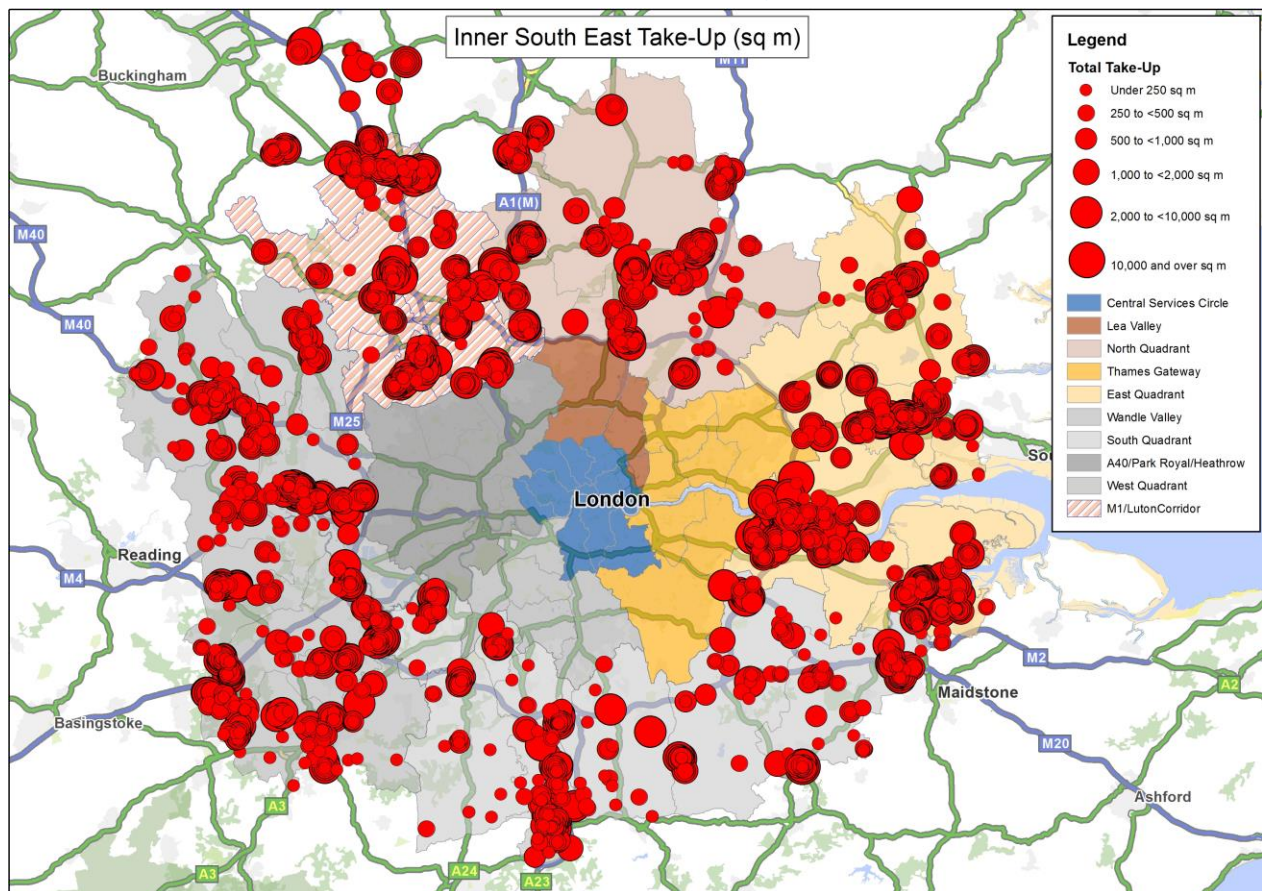 Inner South East Take-Up (sq m)
Buckingham
M11
A1(M)
M40
M40
M25
London
Reading
M4
Basingstoke
Maidstone
M2
A2
M20
Ashford
A3
A3
A24
A23
Legend
Total Take-Up
Under 250 sq m
250 to <500 sq m
500 to <1,000 sq m
1,000 to <2,000 sq m
2,000 to <10,000 sq m
10,000 and over sq m
Central Services Circle
Lea Valley
North Quadrant
Thames Gateway
East Quadrant
Wandle Valley
South Quadrant
A40/Park Royal/Heathrow
West Quadrant
M1/LutonCorridor